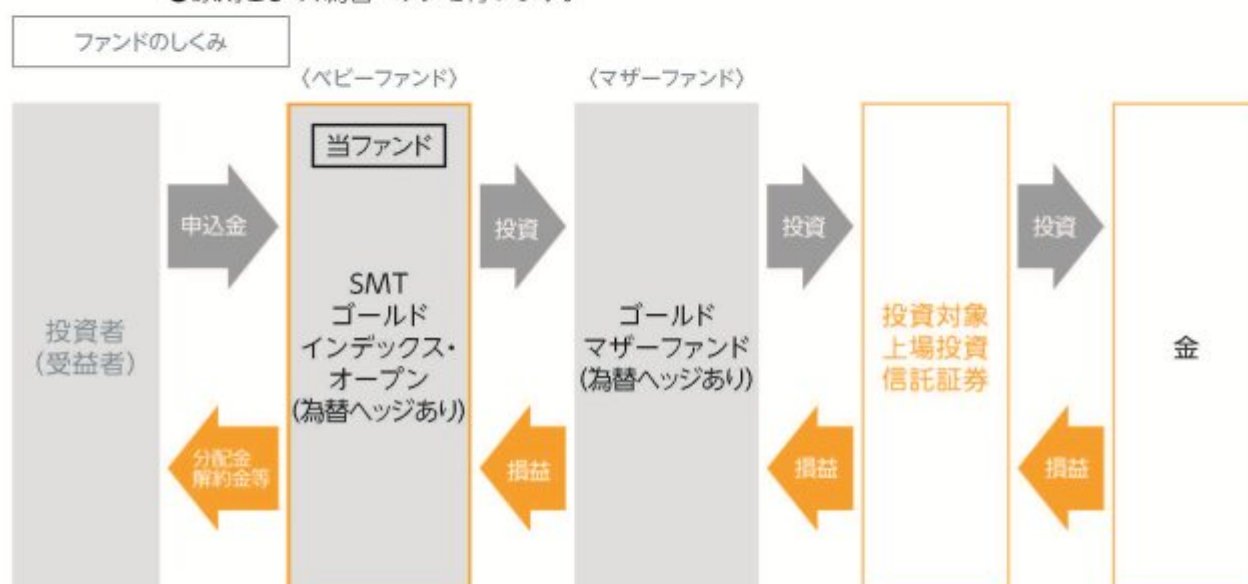 ファンドのしくみ
〈ベビーファンド〉
〈マザーファンド〉
投資者
(受益者)
申込金
分配金
解約金等
当ファンド
SMT
ゴールド
インデックス・
オープン
(為替ヘッジあり)
投資
損益
ゴールド
マザーファンド
(為替ヘッジあり)
投資
損益
投資対象
上場投資
信託証券
投資
損益
金